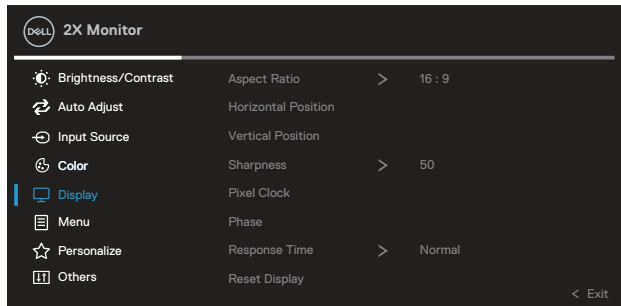 DELL 2X Monitor
Brightness/Contrast Aspect Ratio > 16 : 9
Auto Adjust Horizontal Position
Input Source Vertical Position
Color Sharpness > 50
Display Pixel Clock
Menu Phase
Personalize Response Time > Normal
Others Reset Display
< Exit